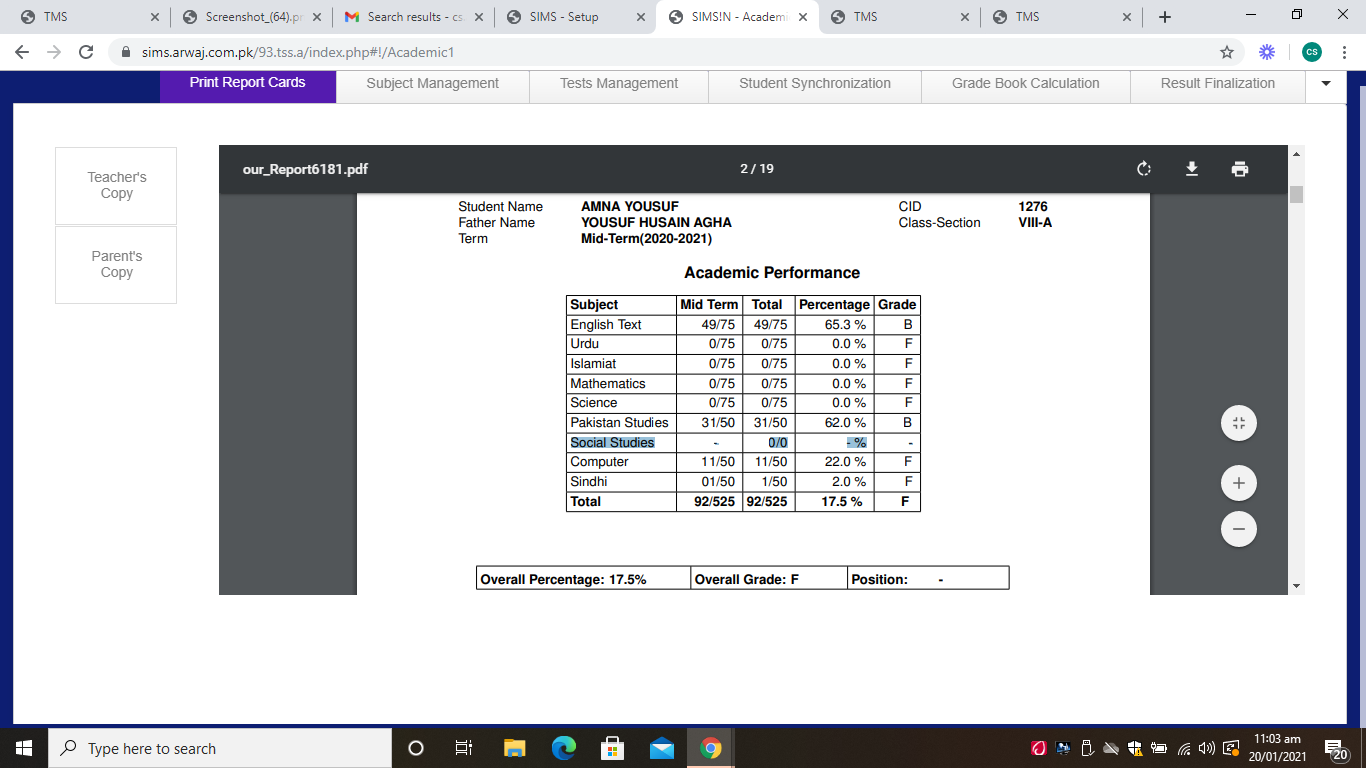 TMS
Screenshot_(64).pr
Search results - cs.
SIMS - Setup
SIMS!N - Academi
TMS
TMS
sims.arwaj.com.pk/93.tss.a/index.php#!/Academic1
CS
Print Report Cards
Subject Management
Tests Management
Student Synchronization
Grade Book Calculation
Result Finalization
Teacher's
Copy
Parent's
Copy
our_Report6181.pdf
2 / 19
Student Name AMNA YOUSUF CID 1276
Father Name YOUSUF HUSAIN AGHA Class-Section VIII-A
Term Mid-Term(2020-2021)
Academic Performance
Subject Mid Term Total Percentage Grade
English Text 49/75 49/75 65.3 % B
Urdu 0/75 0/75 0.0 % F
Islamiat 0/75 0/75 0.0 % F
Mathematics 0/75 0/75 0.0 % F
Science 0/75 0/75 0.0 % F
Pakistan Studies 31/50 31/50 62.0 % B
Social Studies - 0/0 - % -
Computer 11/50 11/50 22.0 % F
Sindhi 01/50 1/50 2.0 % F
Total 92/525 92/525 17.5 % F
Overall Percentage: 17.5% Overall Grade: F Position: -
Type here to search
11:03 am
20/01/2021
20